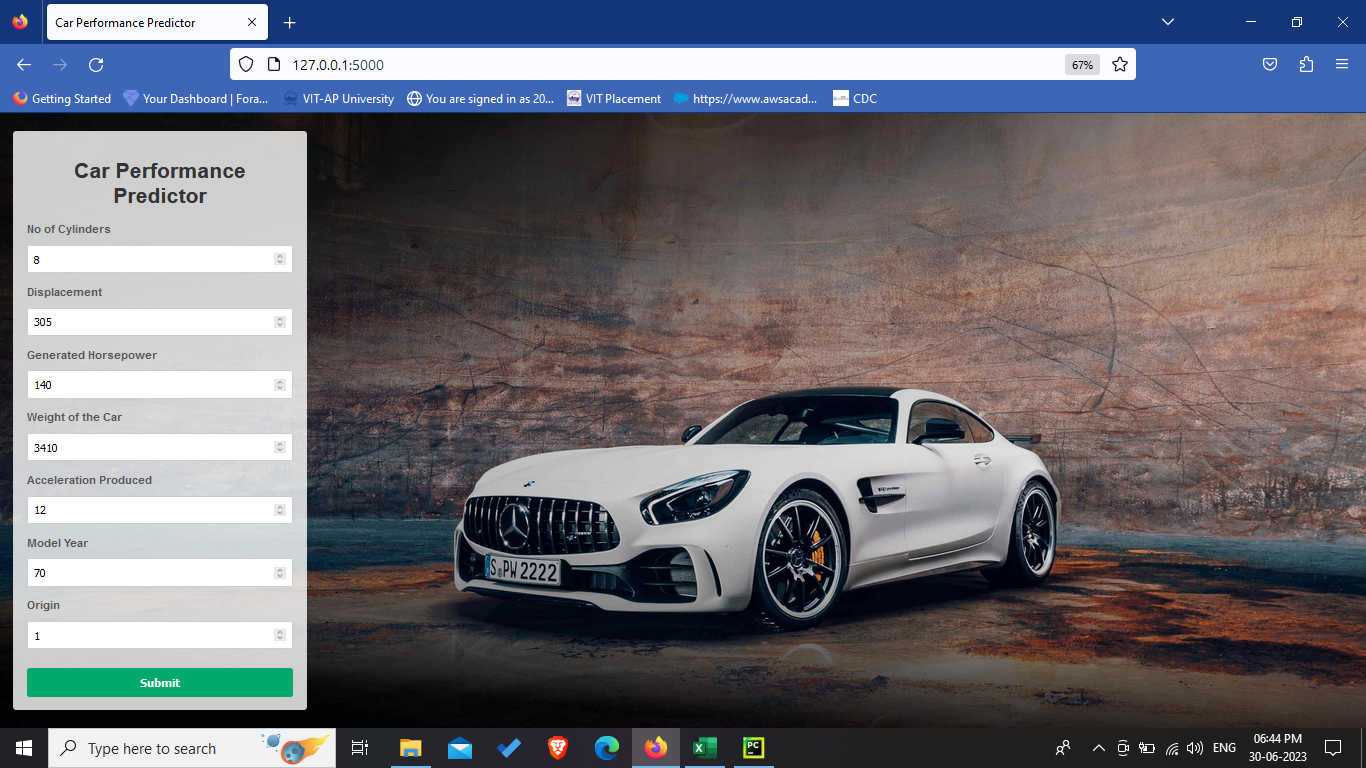 Car Performance Predictor
127.0.0.1:5000
67%
Getting Started
Your Dashboard | Fora...
VIT-AP University
You are signed in as 20...
VIT Placement
https://www.awsacad...
CDC
Car Performance
Predictor
No of Cylinders
8
Displacement
305
Generated Horsepower
140
Weight of the Car
3410
Acceleration Produced
12
Model Year
70
Origin
1
Submit
S PW 2222
Type here to search
PC
ENG
06:44 PM
30-06-2023